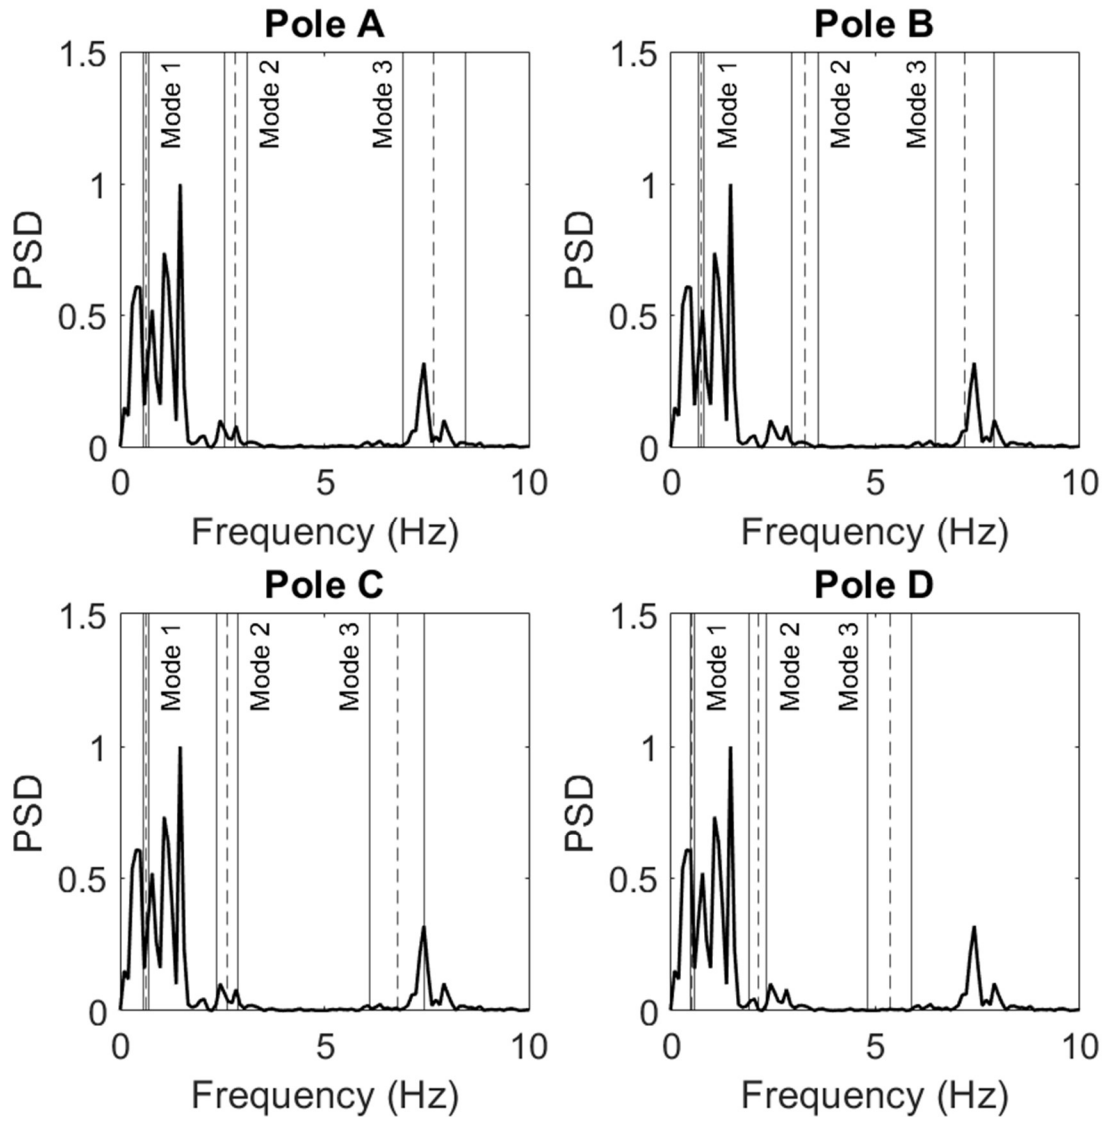 Pole A
1.5
1
0.5
0
PSD
Mode 1
Mode 2
Mode 3
0 5 10
Frequency (Hz)
Pole B
1.5
1
0.5
0
PSD
Mode 1
Mode 2
Mode 3
0 5 10
Frequency (Hz)
Pole C
1.5
1
0.5
0
PSD
Mode 1
Mode 2
Mode 3
0 5 10
Frequency (Hz)
Pole D
1.5
1
0.5
0
PSD
Mode 1
Mode 2
Mode 3
0 5 10
Frequency (Hz)